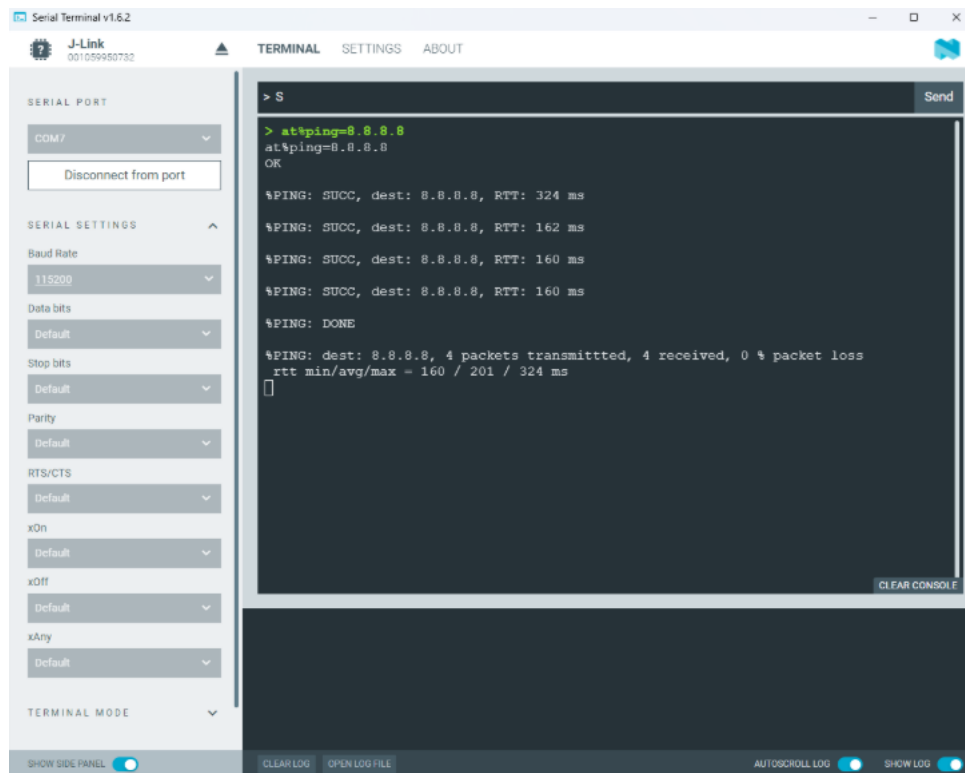 Serial Terminal v1.6.2
J-Link
001059950732
TERMINAL SETTINGS ABOUT
SERIAL PORT
COM7
Disconnect from port
SERIAL SETTINGS
Baud Rate
115200
Data bits
Default
Stop bits
Default
Parity
Default
RTS/CTS
Default
xOn
Default
xOff
Default
xAny
Default
TERMINAL MODE
SHOW SIDE PANEL
> S
Send
> at%ping=8.8.8.8
at%ping=8.8.8.8
OK
%PING: SUCC, dest: 8.8.8.8, RTT: 324 ms
%PING: SUCC, dest: 8.8.8.8, RTT: 162 ms
%PING: SUCC, dest: 8.8.8.8, RTT: 160 ms
%PING: SUCC, dest: 8.8.8.8, RTT: 160 ms
%PING: DONE
%PING: dest: 8.8.8.8, 4 packets transmittted, 4 received, 0 % packet loss
rtt min/avg/max = 160 / 201 / 324 ms
CLEAR CONSOLE
CLEAR LOG OPEN LOG FILE AUTOSCROLL LOG SHOW LOG